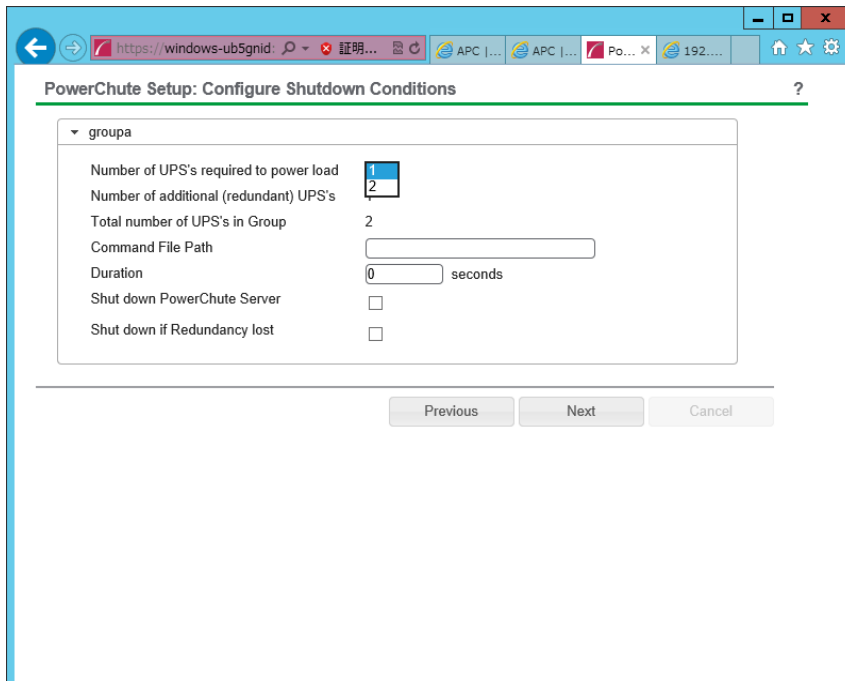 https://windows-ub5gnid: 証明... APC |... APC |... Po... 192....
PowerChute Setup: Configure Shutdown Conditions ?
groupa
Number of UPS's required to power load 1
2
Number of additional (redundant) UPS's
Total number of UPS's in Group 2
Command File Path
Duration 0 seconds
Shut down PowerChute Server
Shut down if Redundancy lost
Previous Next Cancel